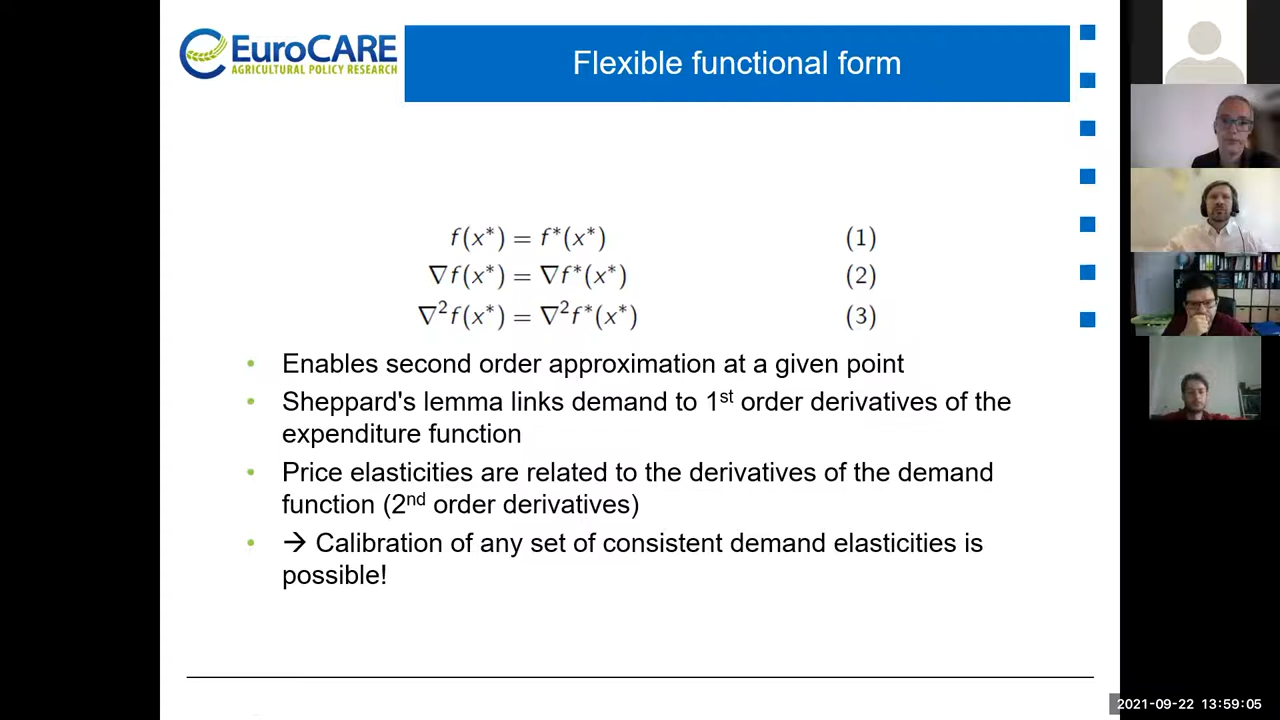 EuroCARE
AGRICULTURAL POLICY RESEARCH
Flexible functional form
f(x*) = f*(x*) (1)
∇f(x*) = ∇f*(x*) (2)
∇²f(x*) = ∇²f*(x*) (3)
• Enables second order approximation at a given point
• Sheppard's lemma links demand to 1st order derivatives of the
expenditure function
• Price elasticities are related to the derivatives of the demand
function (2nd order derivatives)
• → Calibration of any set of consistent demand elasticities is
possible!
2021-09-22 13:59:05